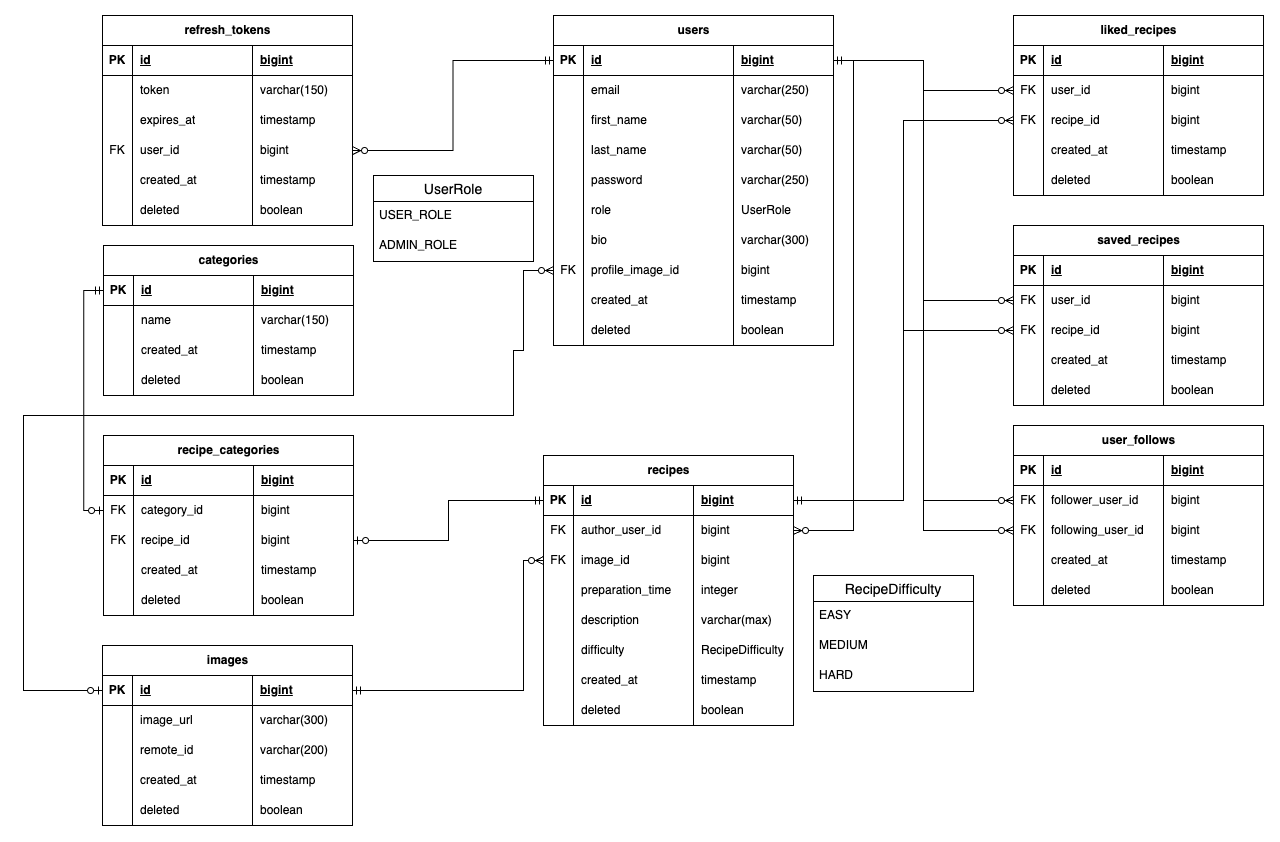 refresh_tokens
PK id bigint
token varchar(150)
expires_at timestamp
FK user_id bigint
created_at timestamp
deleted boolean
users
PK id bigint
email varchar(250)
first_name varchar(50)
last_name varchar(50)
password varchar(250)
role UserRole
bio varchar(300)
FK profile_image_id bigint
created_at timestamp
deleted boolean
liked_recipes
PK id bigint
FK user_id bigint
FK recipe_id bigint
created_at timestamp
deleted boolean
UserRole
USER_ROLE
ADMIN_ROLE
categories
PK id bigint
name varchar(150)
created_at timestamp
deleted boolean
saved_recipes
PK id bigint
FK user_id bigint
FK recipe_id bigint
created_at timestamp
deleted boolean
recipe_categories
PK id bigint
FK category_id bigint
FK recipe_id bigint
created_at timestamp
deleted boolean
recipes
PK id bigint
FK author_user_id bigint
FK image_id bigint
preparation_time integer
description varchar(max)
difficulty RecipeDifficulty
created_at timestamp
deleted boolean
user_follows
PK id bigint
FK follower_user_id bigint
FK following_user_id bigint
created_at timestamp
deleted boolean
RecipeDifficulty
EASY
MEDIUM
HARD
images
PK id bigint
image_url varchar(300)
remote_id varchar(200)
created_at timestamp
deleted boolean